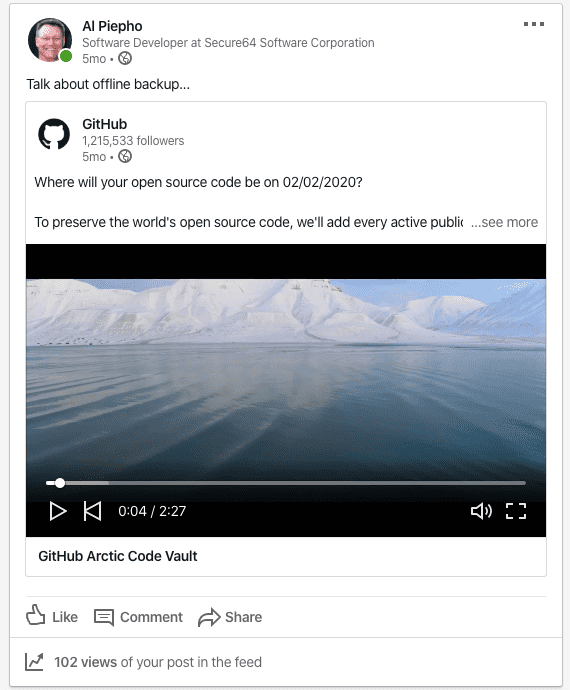 Al Piepho
Software Developer at Secure64 Software Corporation
5mo •
Talk about offline backup...
GitHub
1,215,533 followers
5mo •
Where will your open source code be on 02/02/2020?
To preserve the world's open source code, we'll add every active public ...see more
0:04 / 2:27
GitHub Arctic Code Vault
Like Comment Share
102 views of your post in the feed